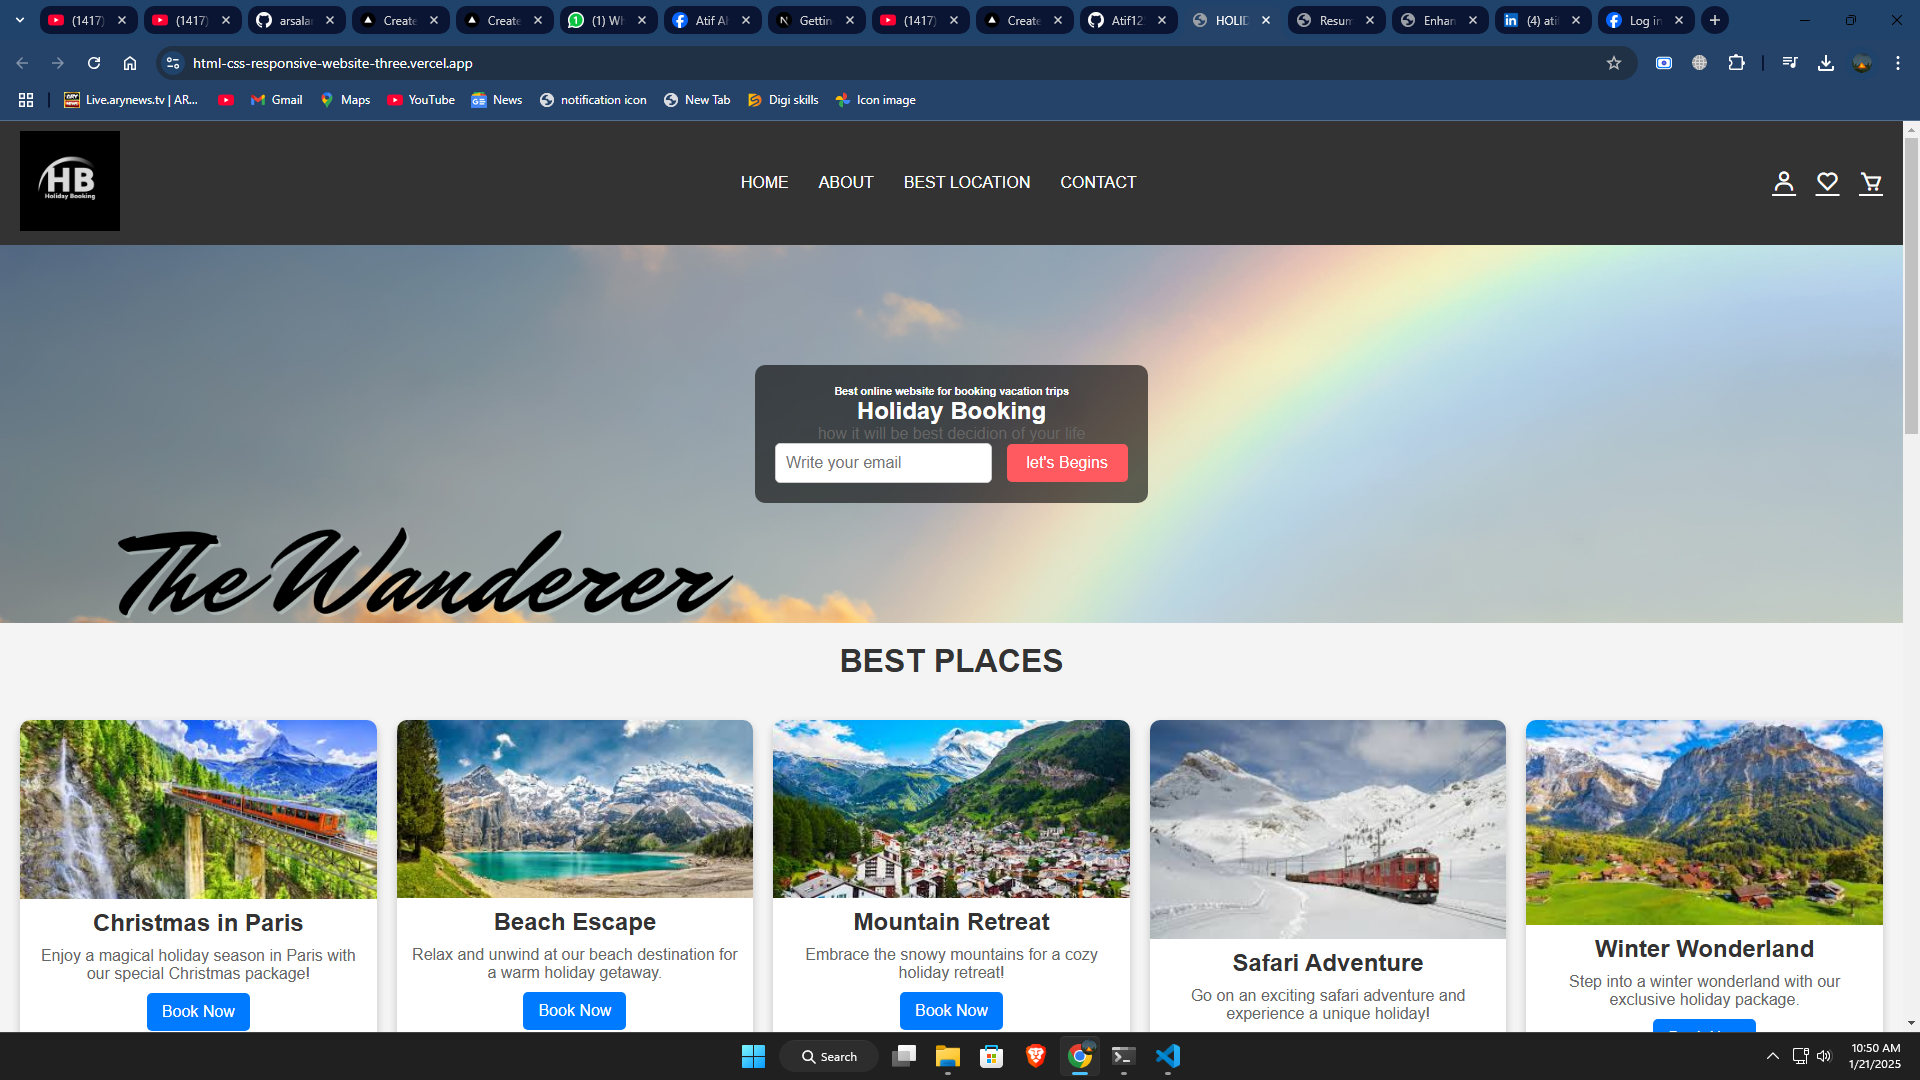 (1417)
(1417)
arsalan
Create
Create
(1) Wh
Atif Ah
Gettin
(1417)
Create
Atif12
HOLID
Resum
Enhan
(4) atif
Log in
html-css-responsive-website-three.vercel.app
Live.arynews.tv | AR...
Gmail
Maps
YouTube
News
notification icon
New Tab
Digi skills
Icon image
HB
Holiday Booking
HOME
ABOUT
BEST LOCATION
CONTACT
Best online website for booking vacation trips
Holiday Booking
how it will be best decidion of your life
Write your email
let's Begins
The Wanderer
BEST PLACES
Christmas in Paris
Enjoy a magical holiday season in Paris with
our special Christmas package!
Book Now
Beach Escape
Relax and unwind at our beach destination for
a warm holiday getaway.
Book Now
Mountain Retreat
Embrace the snowy mountains for a cozy
holiday retreat!
Book Now
Safari Adventure
Go on an exciting safari adventure and
experience a unique holiday!
Winter Wonderland
Step into a winter wonderland with our
exclusive holiday package.
Search
10:50 AM
1/21/2025